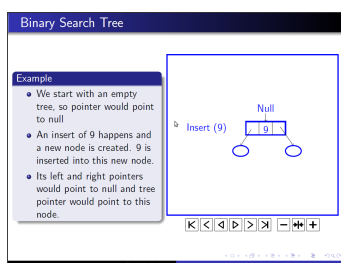 Binary Search Tree
Example
We start with an empty
tree, so pointer would point
to null
An insert of 9 happens and
a new node is created. 9 is
inserted into this new node.
Its left and right pointers
would point to null and tree
pointer would point to this
node.
Null
Insert (9)
9